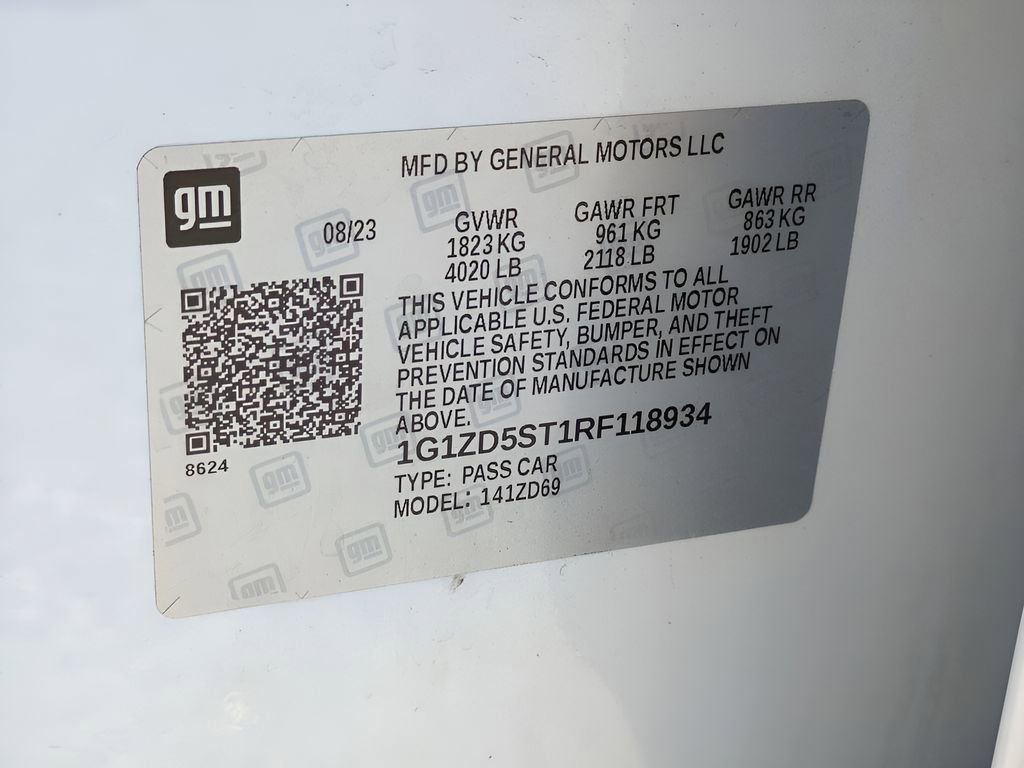 MFD BY GENERAL MOTORS LLC
gm
08/23
GVWR
1823 KG
4020 LB
GAWR FRT
961 KG
2118 LB
GAWR RR
863 KG
1902 LB
THIS VEHICLE CONFORMS TO ALL
APPLICABLE U.S. FEDERAL MOTOR
VEHICLE SAFETY, BUMPER, AND THEFT
PREVENTION STANDARDS IN EFFECT ON
THE DATE OF MANUFACTURE SHOWN
ABOVE.
1G1ZD5ST1RF118934
TYPE: PASS CAR
MODEL: 141ZD69
8624